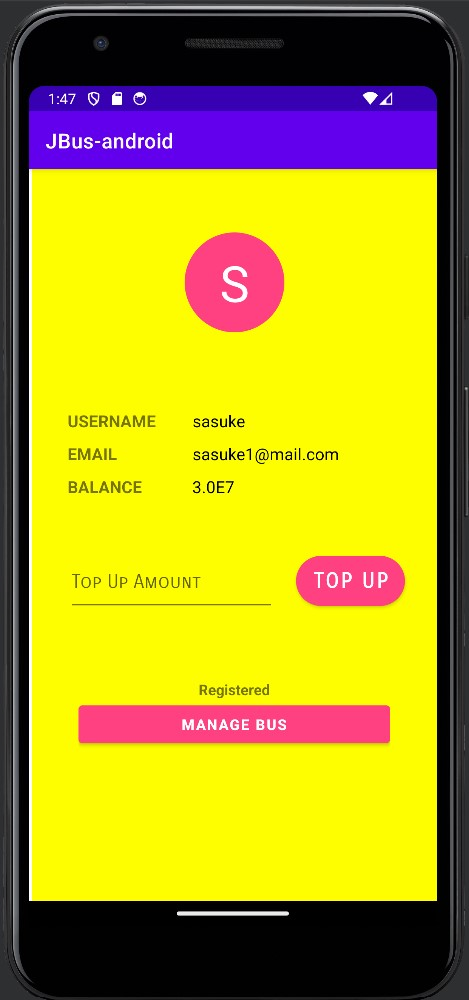 1:47
JBus-android
S
USERNAME sasuke
EMAIL sasuke1@mail.com
BALANCE 3.0E7
Top Up Amount TOP UP
Registered
MANAGE BUS